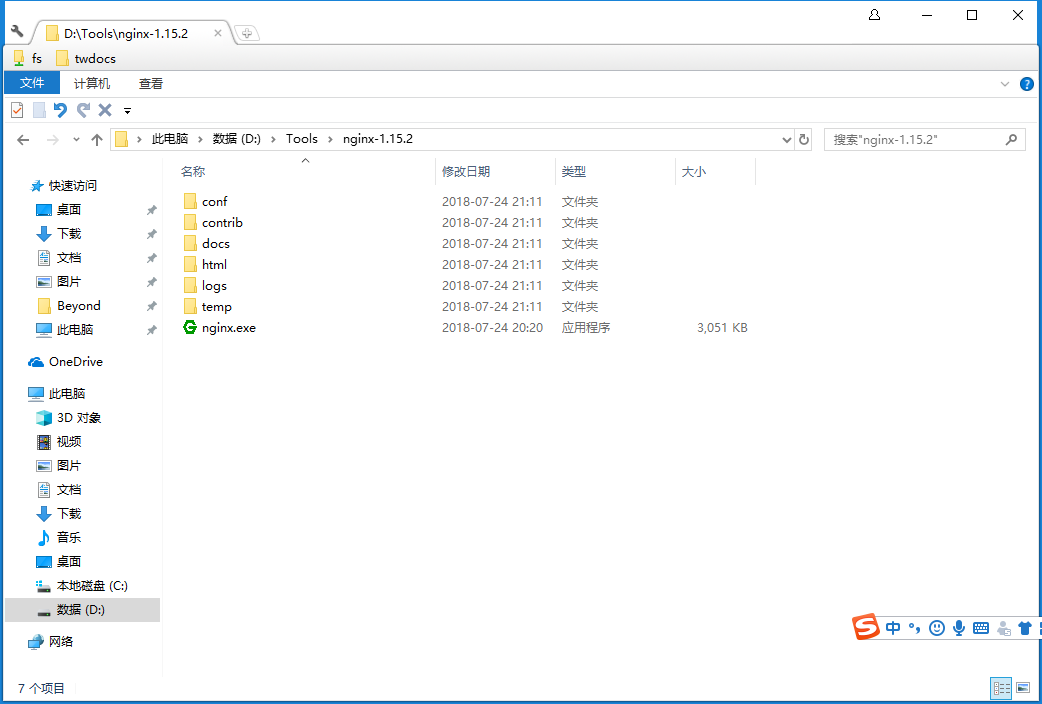 D:\Tools\nginx-1.15.2
fs twdocs
文件 计算机 查看
此电脑 数据 (D:) Tools nginx-1.15.2 搜索"nginx-1.15.2"
名称 修改日期 类型 大小
快速访问
桌面
下载
文档
图片
Beyond
此电脑
OneDrive
此电脑
3D 对象
视频
图片
文档
下载
音乐
桌面
本地磁盘 (C:)
数据 (D:)
网络
conf 2018-07-24 21:11 文件夹
contrib 2018-07-24 21:11 文件夹
docs 2018-07-24 21:11 文件夹
html 2018-07-24 21:11 文件夹
logs 2018-07-24 21:11 文件夹
temp 2018-07-24 21:11 文件夹
nginx.exe 2018-07-24 20:20 应用程序 3,051 KB
S 中 °,
7 个项目